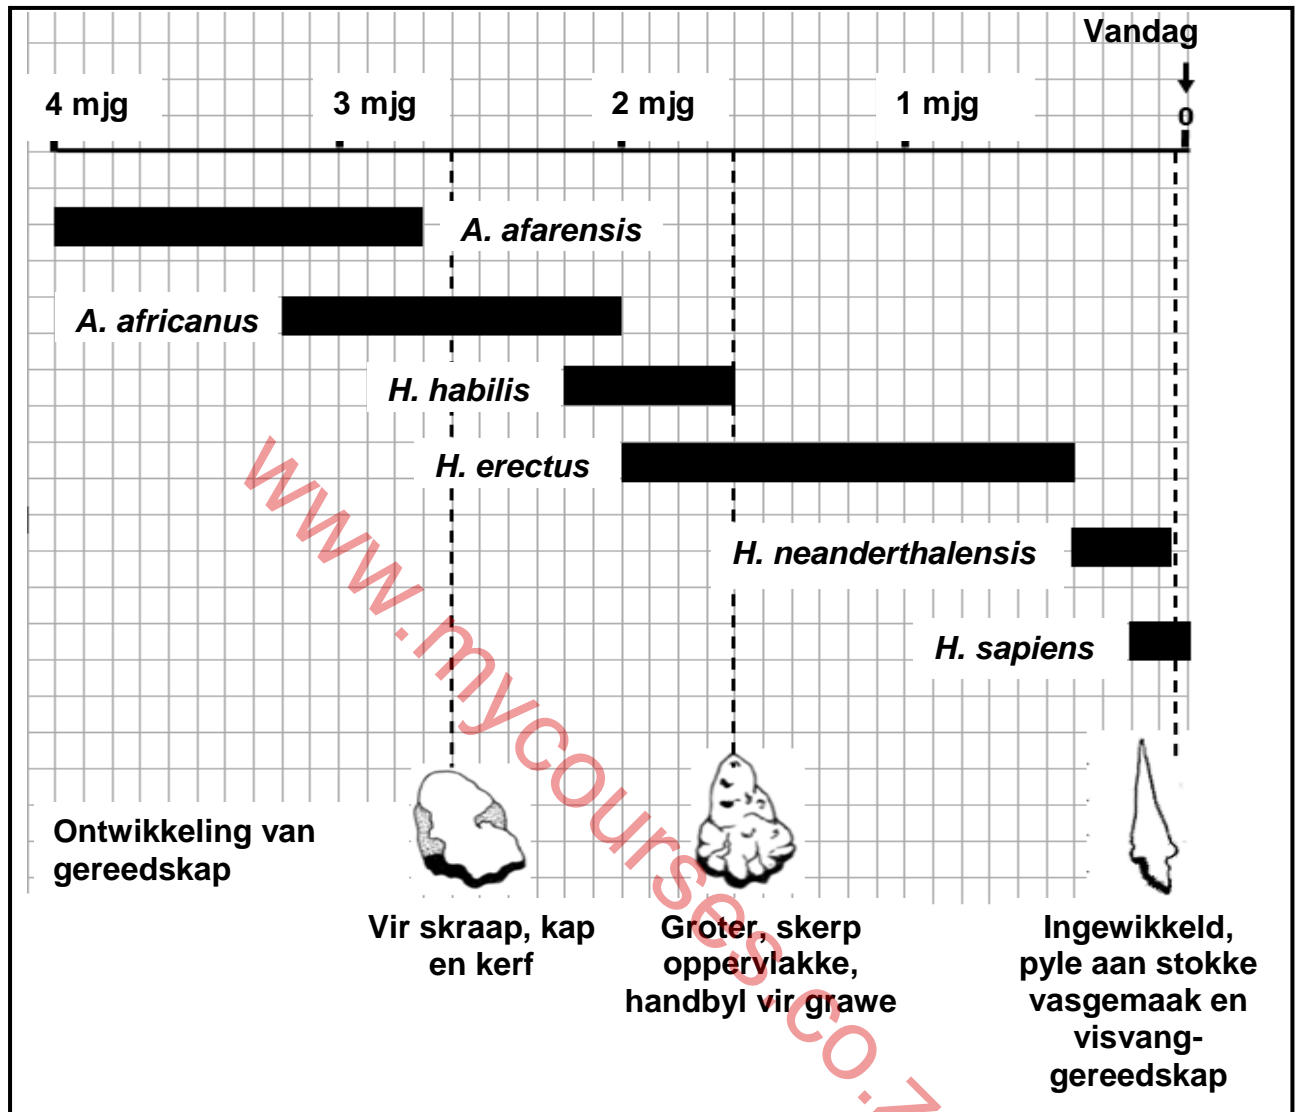 Vandag
4 mjg 3 mjg 2 mjg 1 mjg 0
A. afarensis
A. africanus
H. habilis
H. erectus
H. neanderthalensis
H. sapiens
Ontwikkeling van
gereedskap
Vir skraap, kap
en kerf
Groter, skerp
oppervlakke,
handbyl vir grawe
Ingewikkeld,
pyle aan stokke
vasgemaak en
visvang-
gereedskap
www.mycourses.co.z